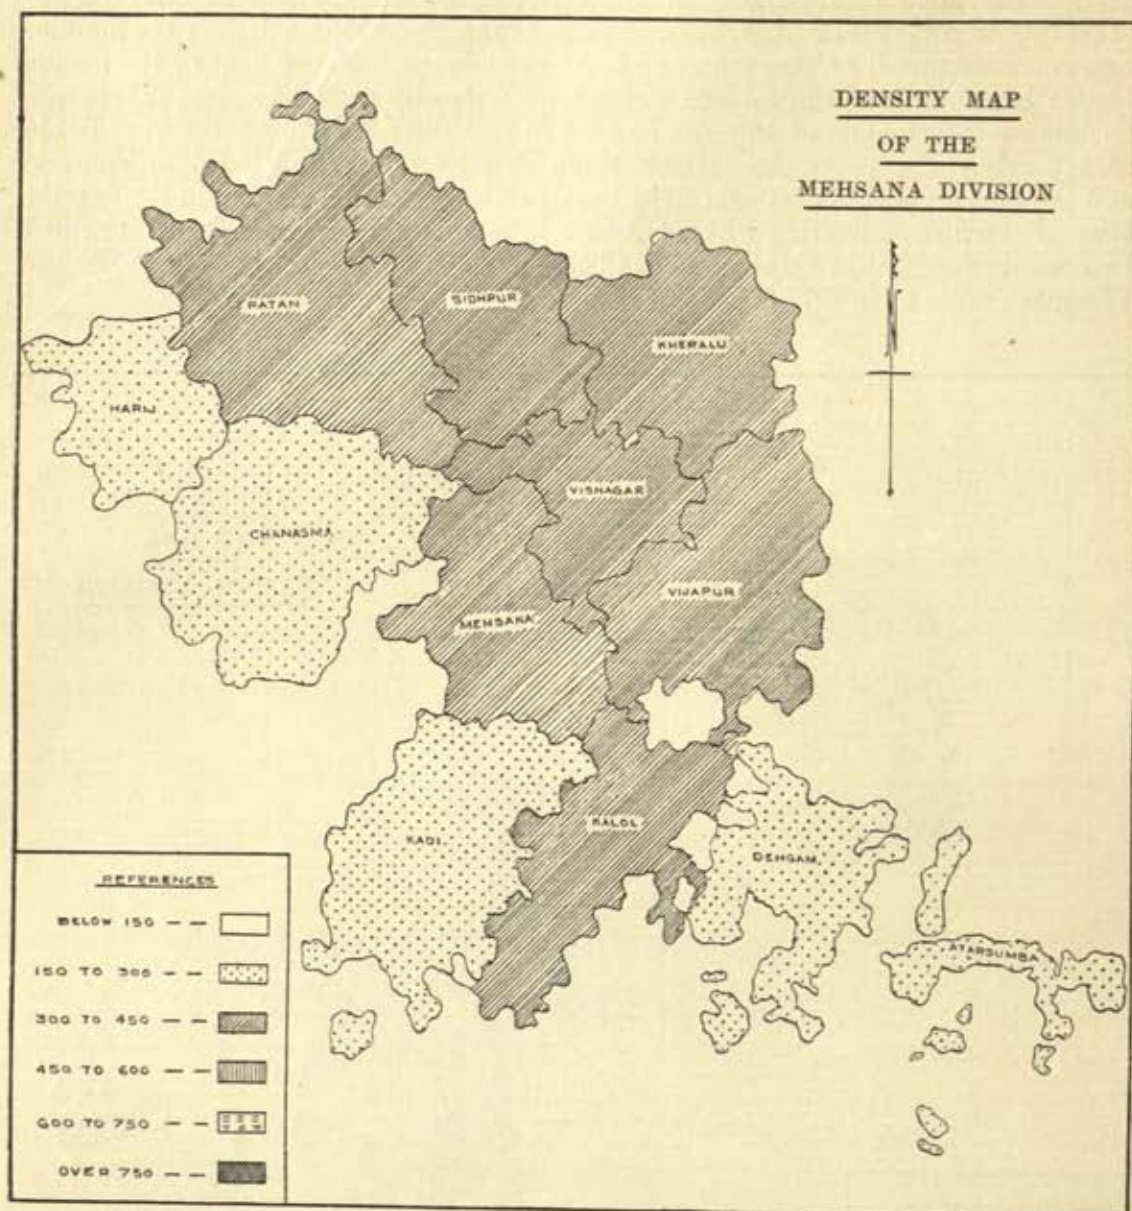 DENSITY MAP
OF THE
MEHSANA DIVISION
PATAN
SIDHPUR
KHERALU
HARIJ
VISNAGAR
CHANASMA
VIJAPUR
MEHSANA
KADI
KALOL
DEHGAM
ATARSUMBA
REFERENCES
BELOW 150 — —
150 TO 300 — —
300 TO 450 — —
450 TO 600 — —
600 TO 750 — —
OVER 750 — —